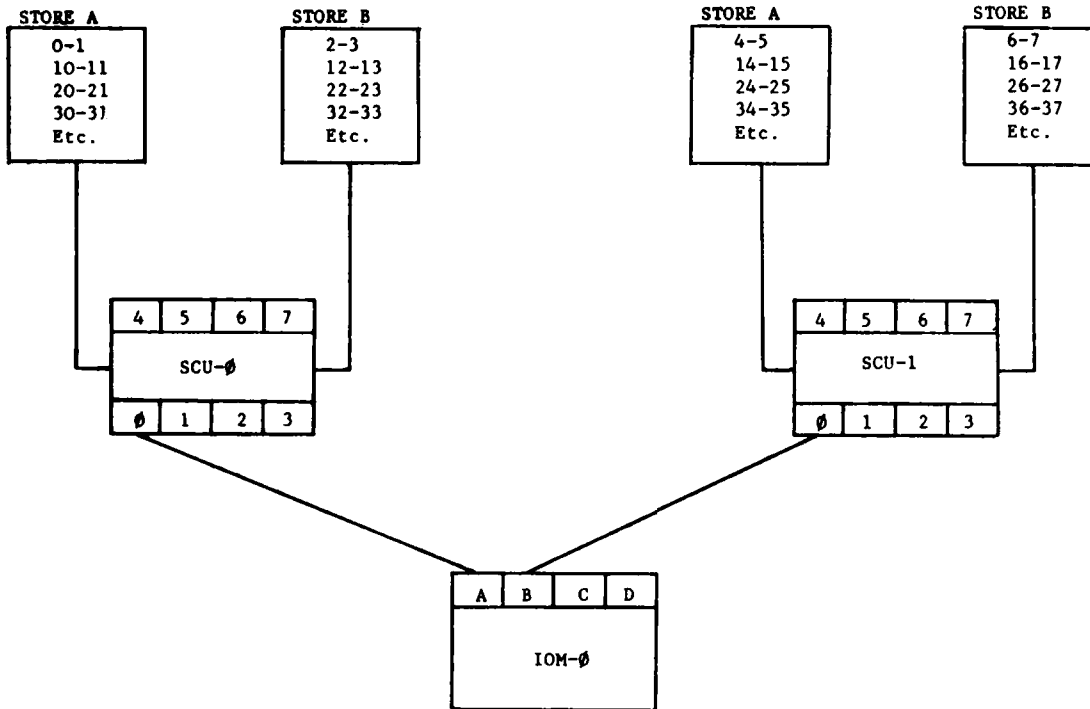 STORE A
0-1
10-11
20-21
30-31
Etc.
STORE B
2-3
12-13
22-23
32-33
Etc.
STORE A
4-5
14-15
24-25
34-35
Etc.
STORE B
6-7
16-17
26-27
36-37
Etc.
4 5 6 7
SCU-Ø
Ø 1 2 3
4 5 6 7
SCU-1
Ø 1 2 3
A B C D
IOM-Ø